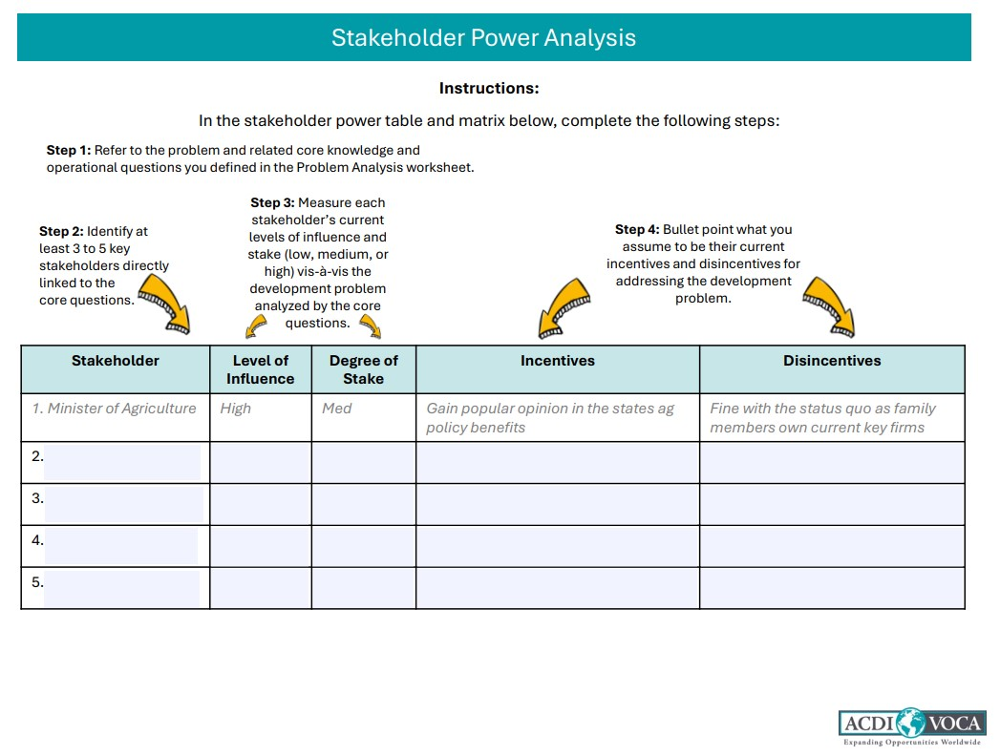 Stakeholder Power Analysis
Instructions:
In the stakeholder power table and matrix below, complete the following steps:
Step 1: Refer to the problem and related core knowledge and
operational questions you defined in the Problem Analysis worksheet.
Step 2: Identify at
least 3 to 5 key
stakeholders directly
linked to the
core questions.
Step 3: Measure each
stakeholder’s current
levels of influence and
stake (low, medium, or
high) vis-à-vis the
development problem
analyzed by the core
questions.
Step 4: Bullet point what you
assume to be their current
incentives and disincentives for
addressing the development
problem.
Stakeholder
Level of
Influence
Degree of
Stake
Incentives
Disincentives
1. Minister of Agriculture
High
Med
Gain popular opinion in the states ag
policy benefits
Fine with the status quo as family
members own current key firms
2.
3.
4.
5.
ACDI VOCA
Expanding Opportunities Worldwide